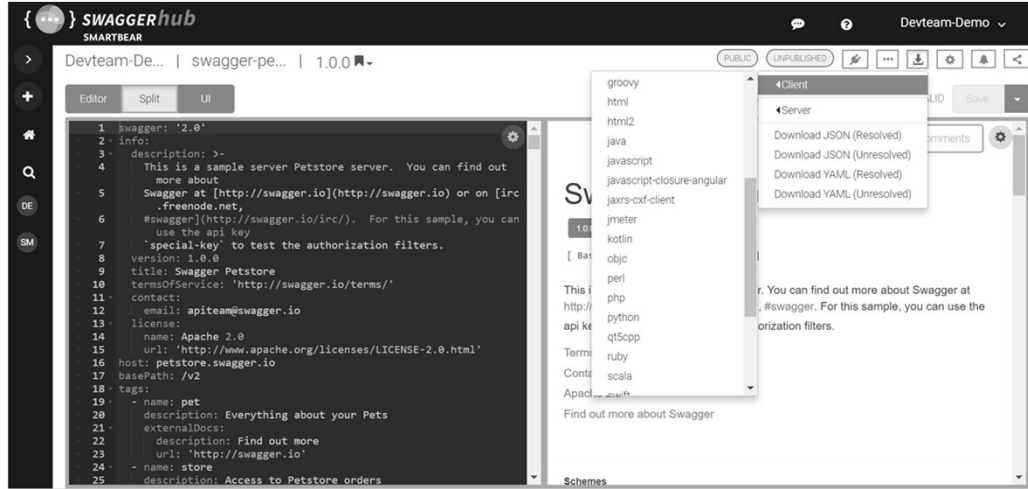 { ··· } SWAGGERhub
SMARTBEAR
Devteam-Demo
Devteam-De... | swagger-pe... | 1.0.0
PUBLIC
UNPUBLISHED
Editor
Split
UI
LID
Save
groovy
html
html2
java
javascript
javascript-closure-angular
jaxrs-cxf-client
jmeter
kotlin
objc
perl
php
python
qt5cpp
ruby
scala
Client
Server
Download JSON (Resolved)
Download JSON (Unresolved)
Download YAML (Resolved)
Download YAML (Unresolved)
DE
SM
1 swagger: '2.0'
2 info:
3 description: >-
4 This is a sample server Petstore server. You can find out
more about
5 Swagger at [http://swagger.io](http://swagger.io) or on [irc
.freenode.net,
6 #swagger](http://swagger.io/irc/). For this sample, you can
use the api key
7 `special-key` to test the authorization filters.
8 version: 1.0.0
9 title: Swagger Petstore
10 termsOfService: 'http://swagger.io/terms/'
11 contact:
12 email: apiteam@swagger.io
13 license:
14 name: Apache 2.0
15 url: 'http://www.apache.org/licenses/LICENSE-2.0.html'
16 host: petstore.swagger.io
17 basePath: /v2
18 tags:
19 - name: pet
20 description: Everything about your Pets
21 externalDocs:
22 description: Find out more
23 url: 'http://swagger.io'
24 - name: store
25 description: Access to Petstore orders
omments
Sw
1.0.
[ Bas
This i
r. You can find out more about Swagger at
http:/
, #swagger. For this sample, you can use the
api ke
orization filters.
Terms
Conta
Apac
Find out more about Swagger
Schemes